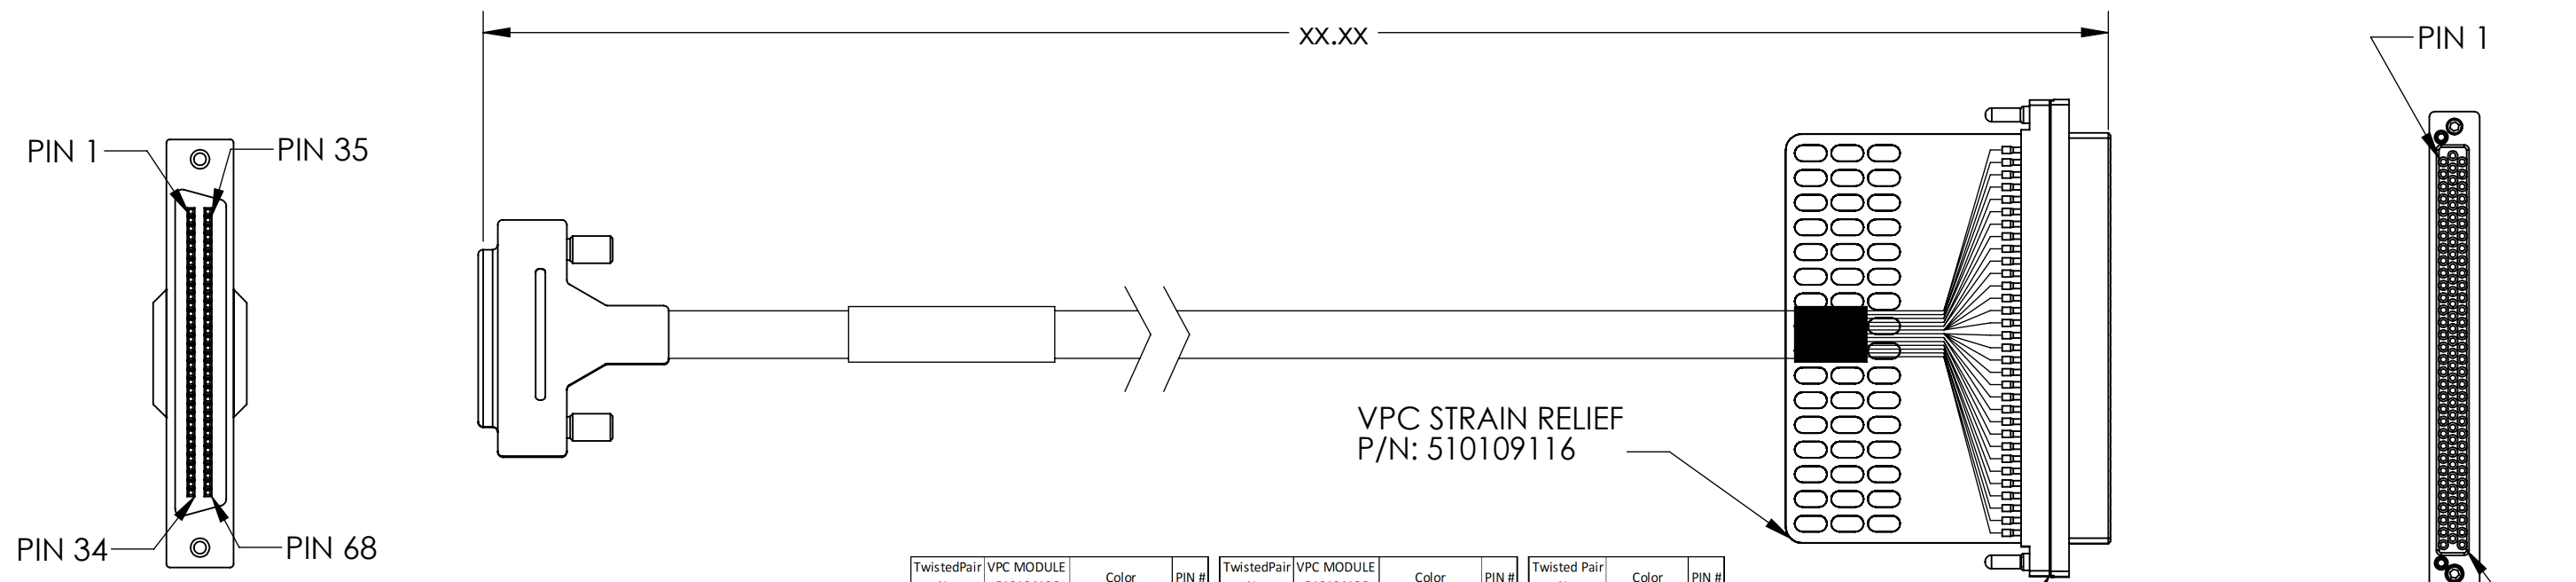 xx.xx
PIN 1
PIN 1
PIN 35
VPC STRAIN RELIEF
P/N: 510109116
PIN 34
PIN 68
TwistedPair VPC MODULE Color PIN #
TwistedPair VPC MODULE Color PIN #
Twisted Pair Color PIN #